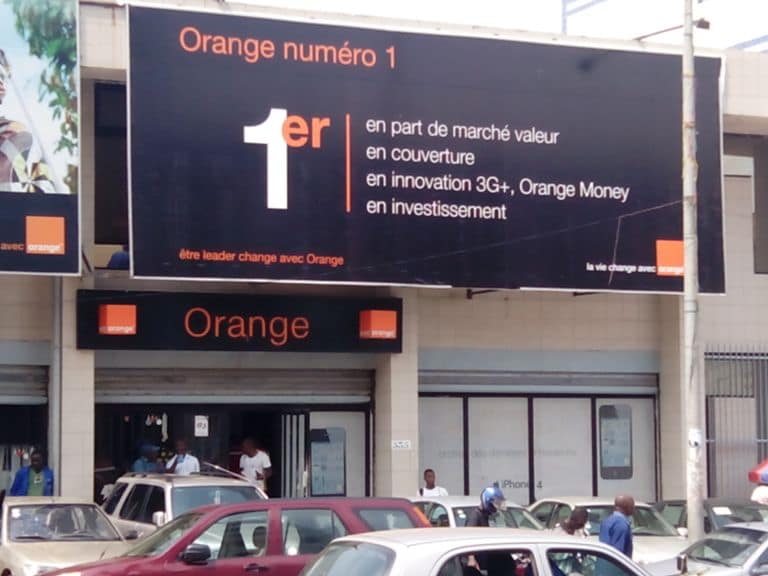 Orange numéro 1
1er
en part de marché valeur
en couverture
en innovation 3G+, Orange Money
en investissement
être leader change avec Orange
la vie change avec orange
avec orange
orange
Orange
orange
iPhone 4